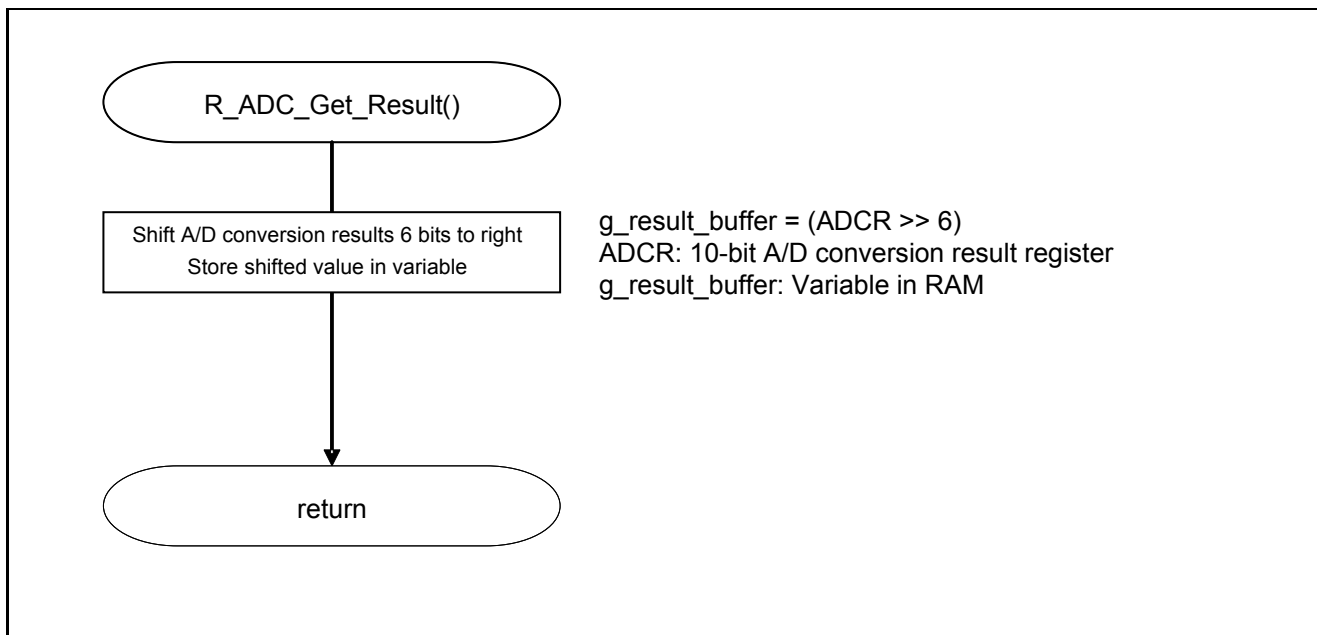 R_ADC_Get_Result()
Shift A/D conversion results 6 bits to right
Store shifted value in variable
g_result_buffer = (ADCR >> 6)
ADCR: 10-bit A/D conversion result register
g_result_buffer: Variable in RAM
return